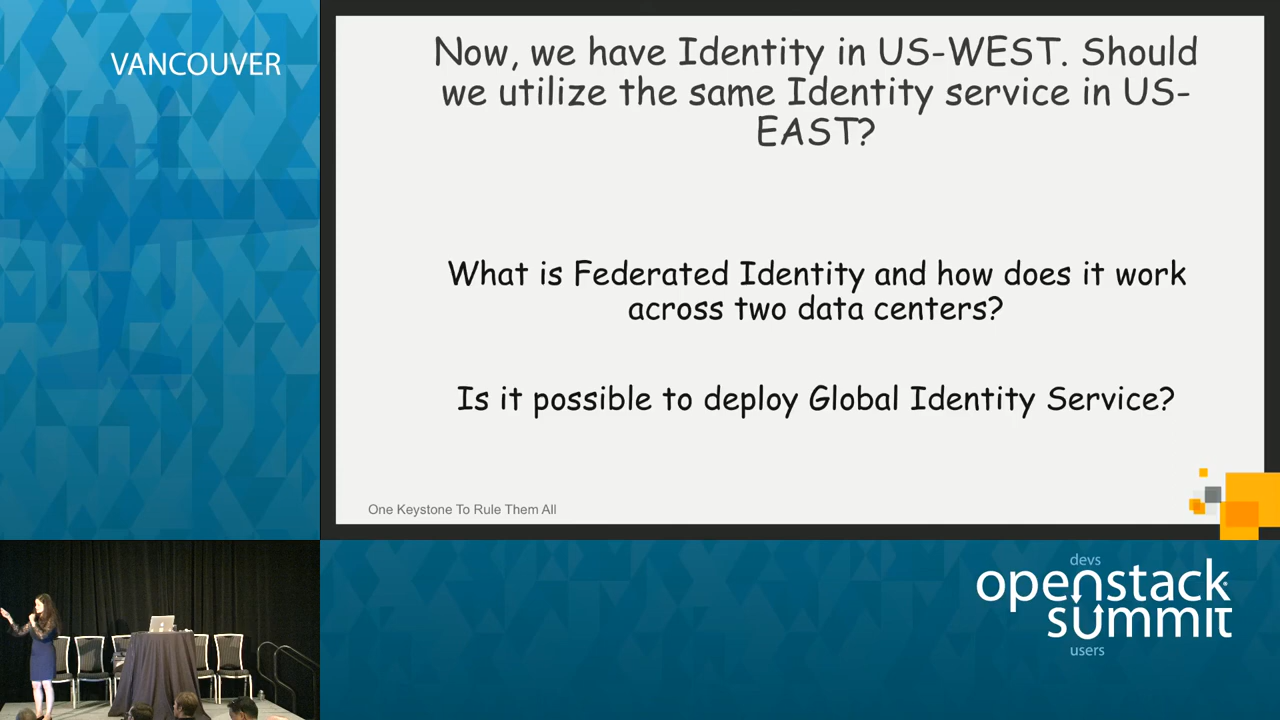 VANCOUVER
Now, we have Identity in US-WEST. Should
we utilize the same Identity service in US-
EAST?
What is Federated Identity and how does it work
across two data centers?
Is it possible to deploy Global Identity Service?
One Keystone To Rule Them All
devs
openstack
summit
users